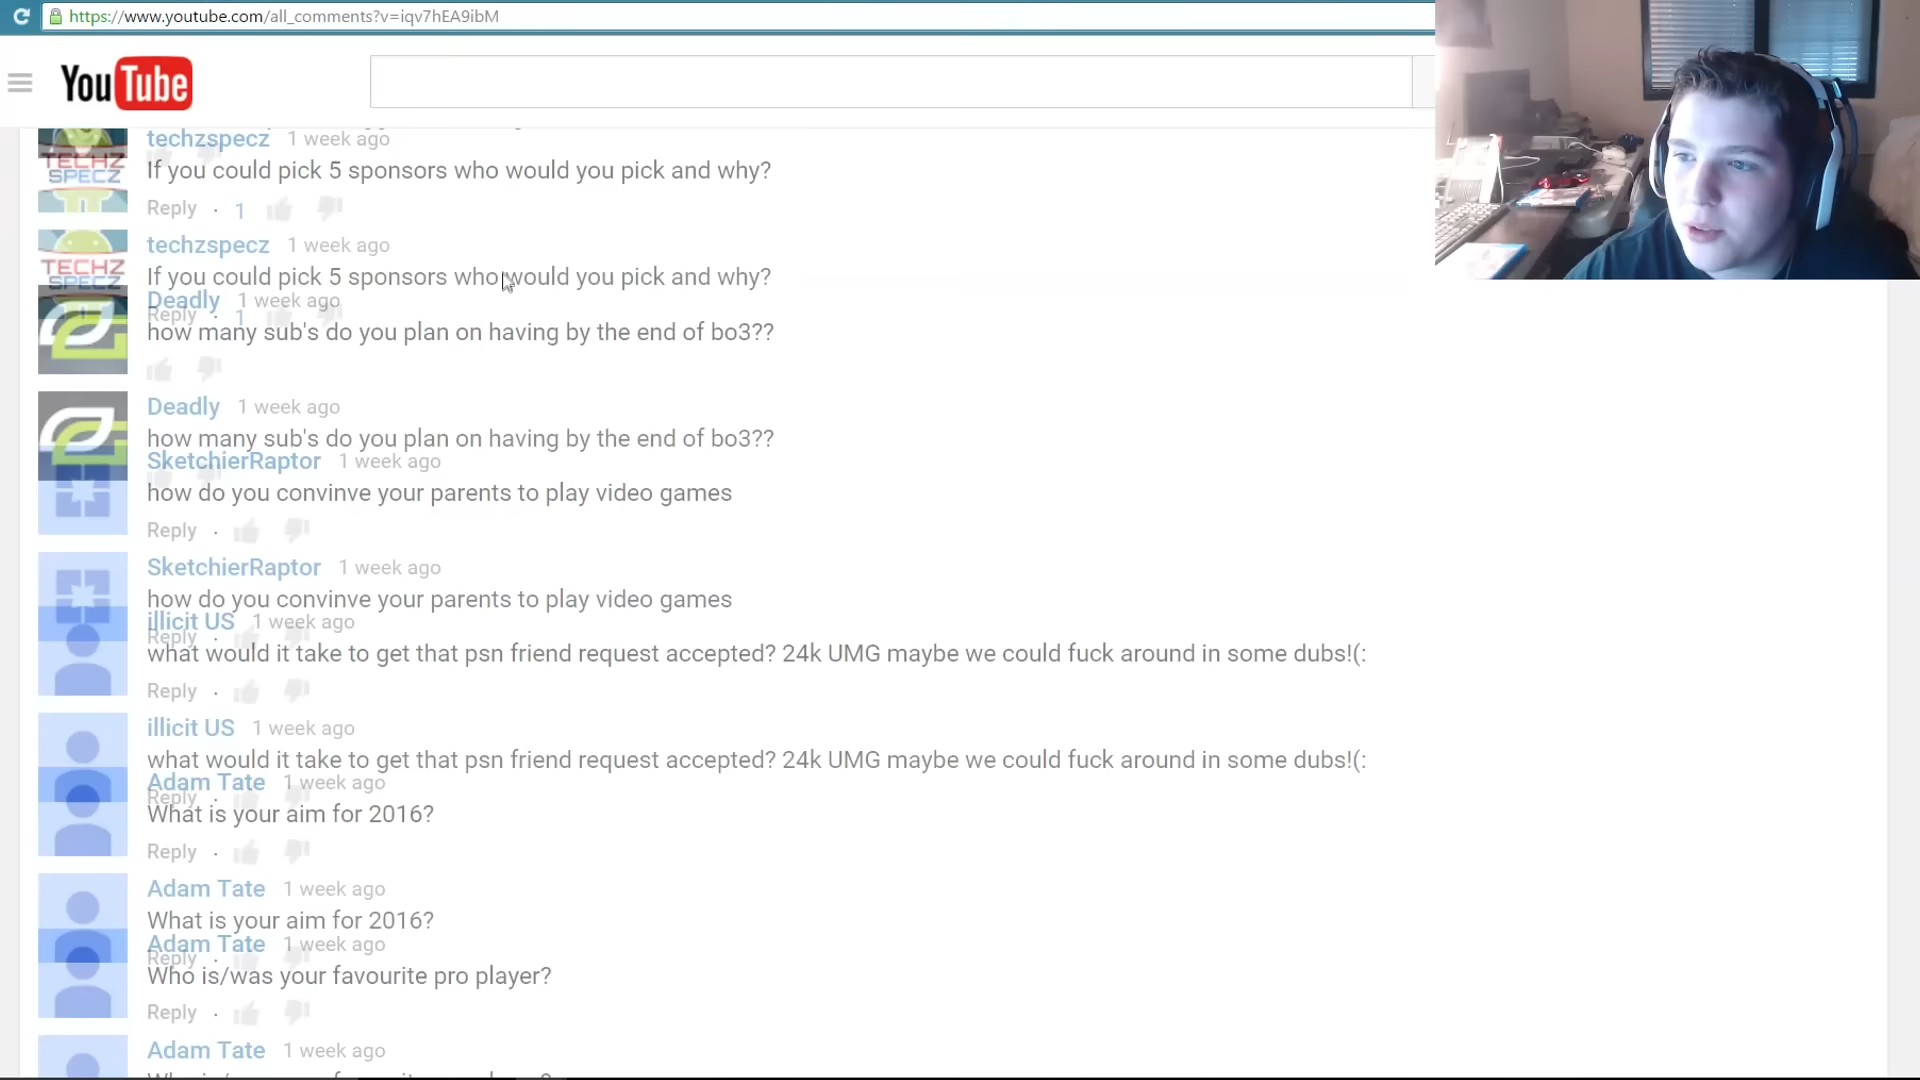 https://www.youtube.com/all_comments?v=iqv7hEA9ibM
YouTube
techzspecz 1 week ago
TECHZ SPECZ
If you could pick 5 sponsors who would you pick and why?
Reply · 1
techzspecz 1 week ago
TECHZ SPECZ
If you could pick 5 sponsors who would you pick and why?
Deadly 1 week ago
Reply · 1
how many sub's do you plan on having by the end of bo3??
Deadly 1 week ago
how many sub's do you plan on having by the end of bo3??
SketchierRaptor 1 week ago
how do you convinve your parents to play video games
Reply ·
SketchierRaptor 1 week ago
how do you convinve your parents to play video games
illicit US 1 week ago
Reply ·
what would it take to get that psn friend request accepted? 24k UMG maybe we could fuck around in some dubs!(:
Reply ·
illicit US 1 week ago
what would it take to get that psn friend request accepted? 24k UMG maybe we could fuck around in some dubs!(:
Adam Tate 1 week ago
Reply ·
What is your aim for 2016?
Reply ·
Adam Tate 1 week ago
What is your aim for 2016?
Adam Tate 1 week ago
Reply ·
Who is/was your favourite pro player?
Reply ·
Adam Tate 1 week ago